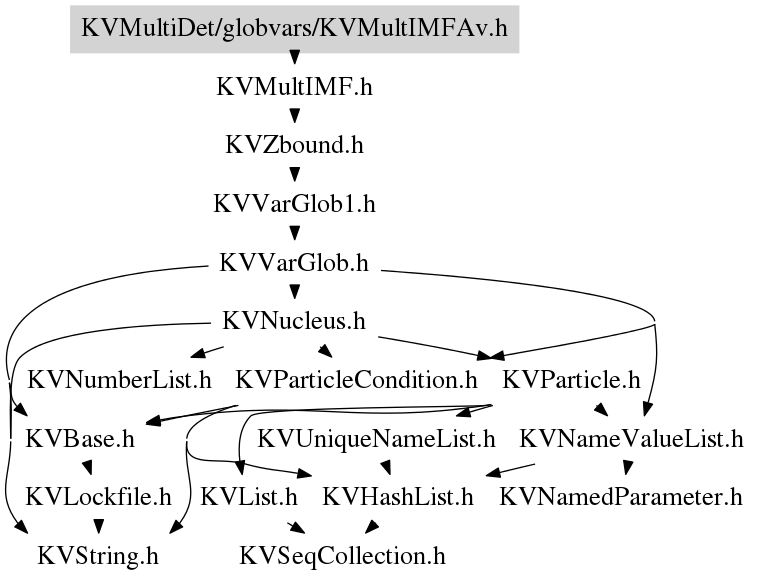 KVMultiDet/globvars/KVMultIMFAv.h
KVMultIMF.h
KVZbound.h
KVVarGlob1.h
KVVarGlob.h
KVNucleus.h
KVNumberList.h KVParticleCondition.h KVParticle.h
KVBase.h KVUniqueNameList.h KVNameValueList.h
KVLockfile.h KVList.h KVHashList.h KVNamedParameter.h
KVString.h KVSeqCollection.h